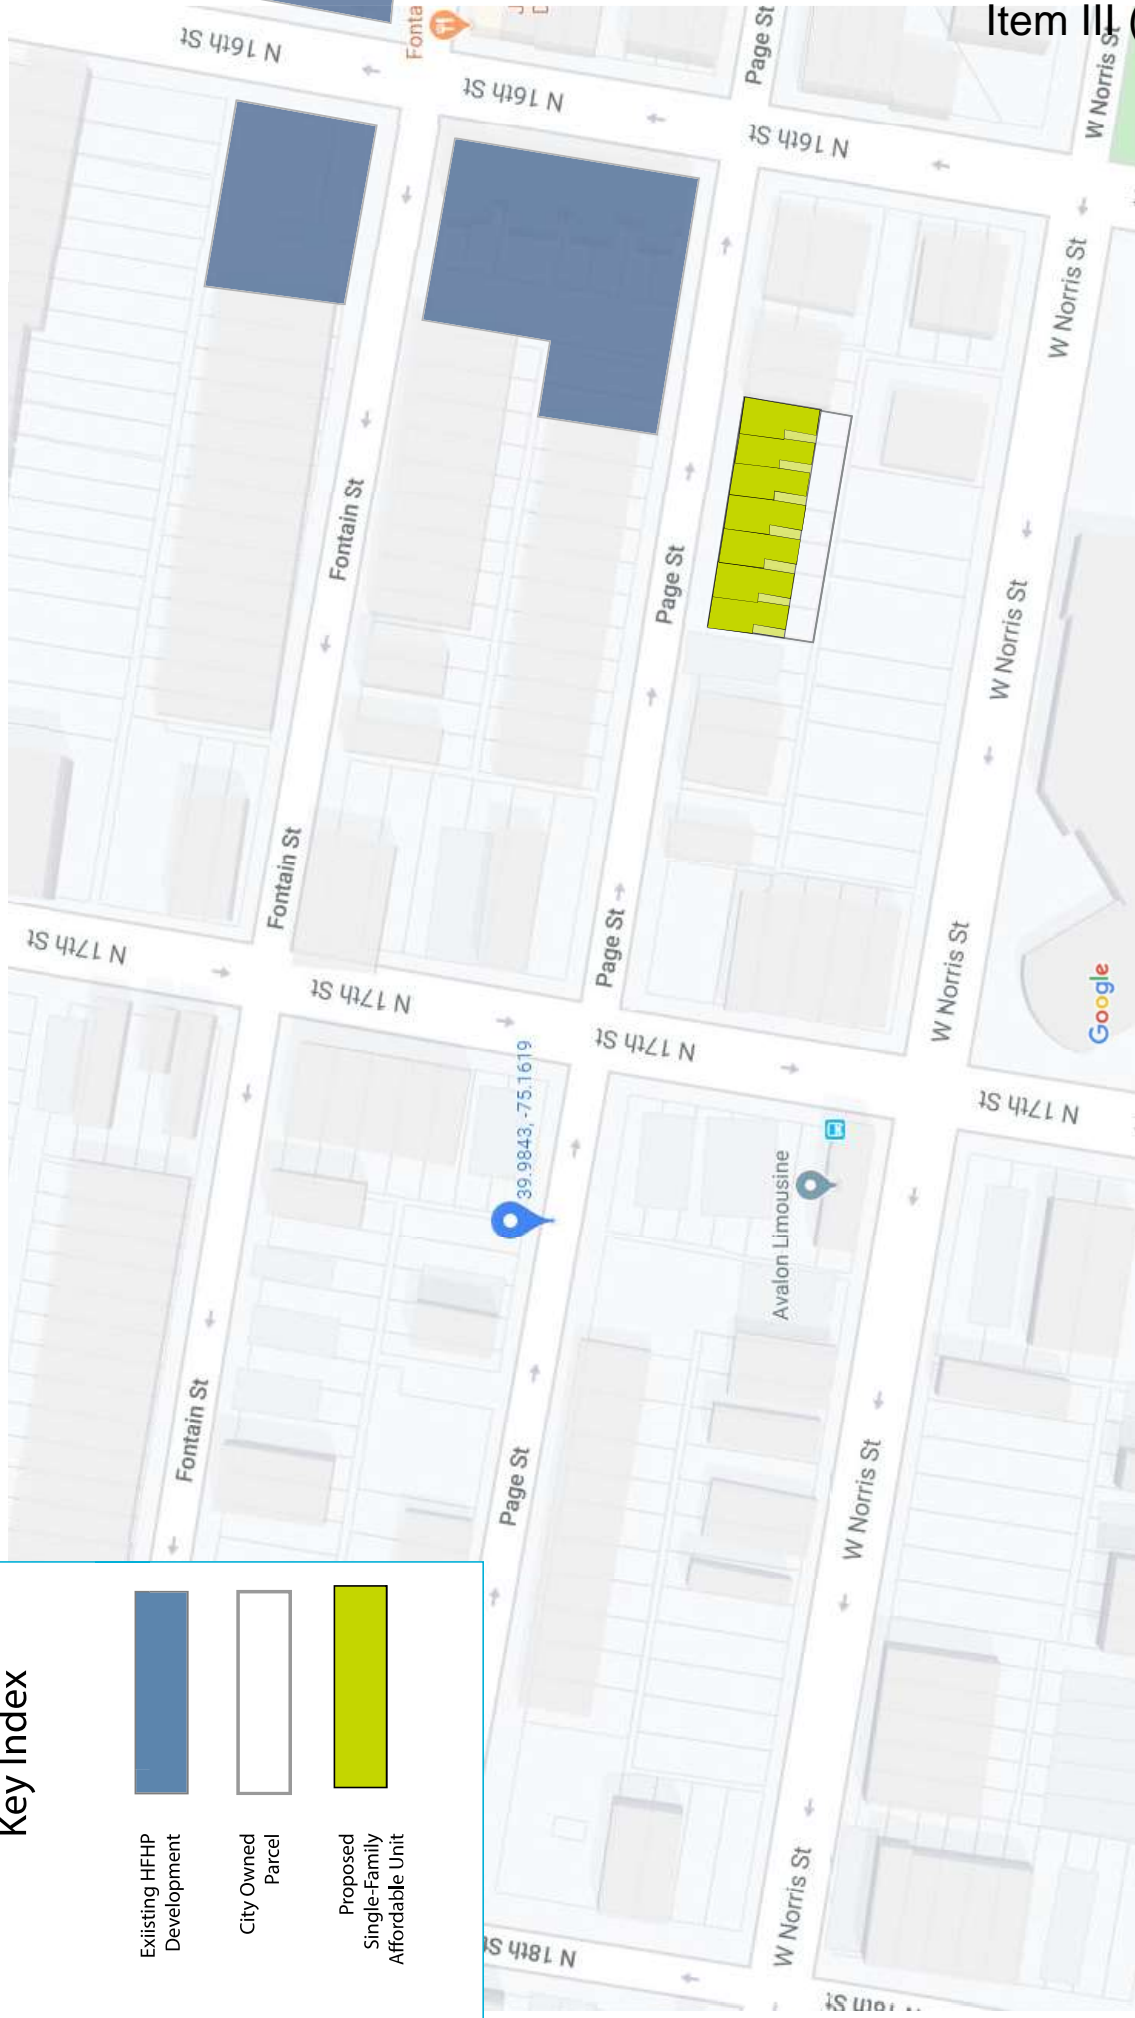 Item III (
Key Index
Exiisting HFHP
Development
City Owned
Parcel
Proposed
Single-Family
Affordable Unit
N 16th St
N 16th St
N 16th St
Fonta
Page St
W Norris St
W Norris St
Fontain St
Page St
W Norris St
Fontain St
Page St
W Norris St
N 17th St
N 17th St
N 17th St
N 17th St
39.9843, -75.1619
Avalon Limousine
Google
Fontain St
Page St
W Norris St
W Norris St
N 18th St